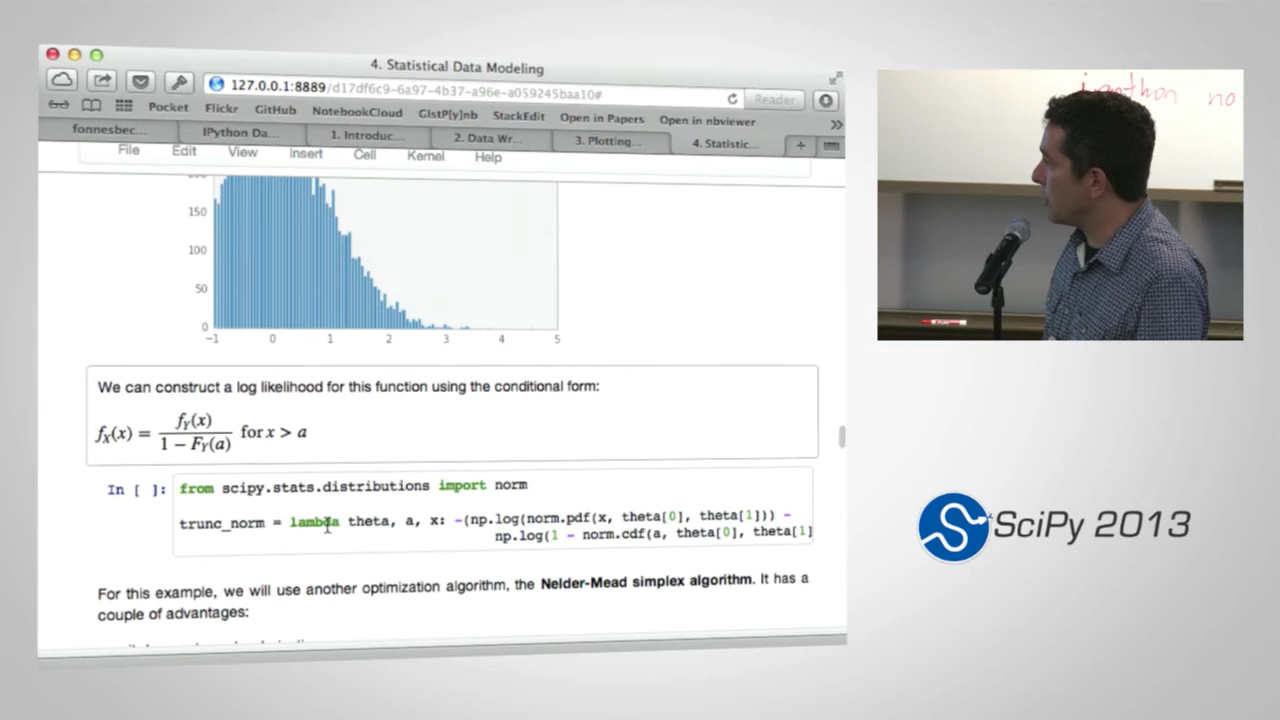 4. Statistical Data Modeling
127.0.0.1:8889/d17df6c9-6a97-4b37-a96e-a059245baa10#
Reader
Pocket Flickr GitHub NotebookCloud GIstP[y]nb StackEdit Open in Papers Open in nbviewer
fonnesbec... IPython Da... 1. Introduc... 2. Data Wr... 3. Plotting... 4. Statistic...
File Edit View Insert Cell Kernel Help
150
100
50
0
-1 0 1 2 3 4 5
We can construct a log likelihood for this function using the conditional form:
fX(x) = fY(x) / 1 − FY(a) for x > a
In [ ]: from scipy.stats.distributions import norm
trunc_norm = lambda theta, a, x: -(np.log(norm.pdf(x, theta[0], theta[1])) -
np.log(1 - norm.cdf(a, theta[0], theta[1]
For this example, we will use another optimization algorithm, the Nelder-Mead simplex algorithm. It has a
couple of advantages:
ipython no
SciPy 2013